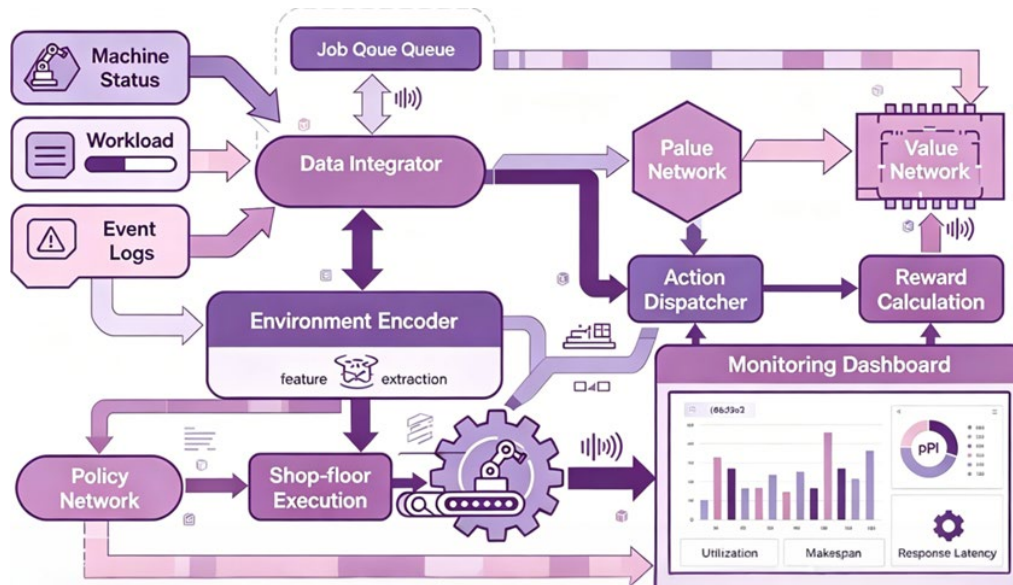 Machine
Status
Job Qoue Queue
Workload
Data Integrator
Palue
Network
Value
Network
Event
Logs
Action
Dispatcher
Reward
Calculation
Environment Encoder
feature
extraction
Monitoring Dashboard
pPI
Policy
Network
Shop-floor
Execution
Utilization
Makespan
Response Latency